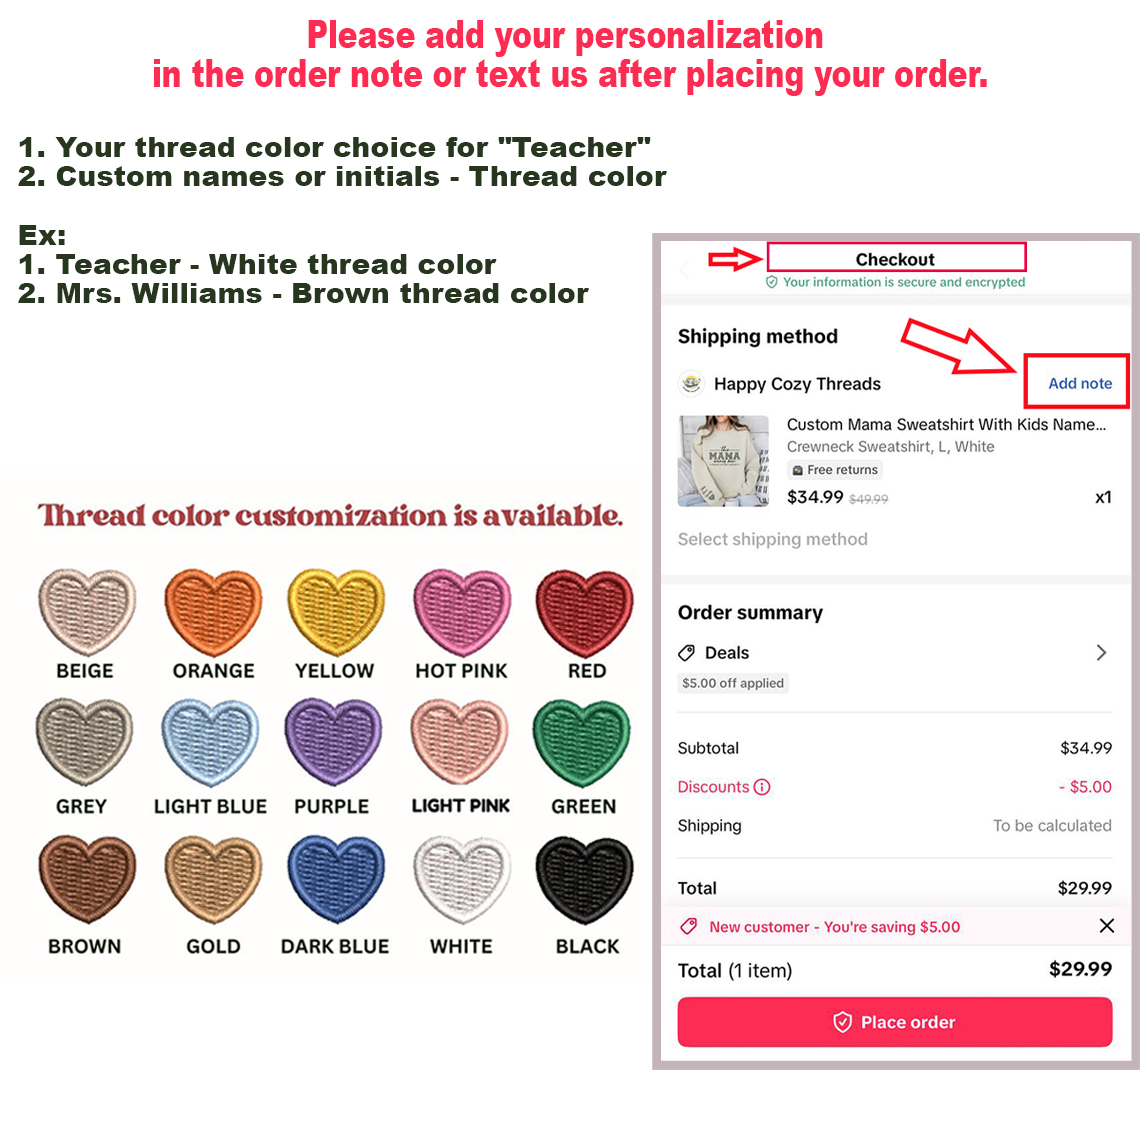 Please add your personalization
in the order note or text us after placing your order.
1. Your thread color choice for "Teacher"
2. Custom names or initials - Thread color
Ex:
1. Teacher - White thread color
2. Mrs. Williams - Brown thread color
Thread color customization is available.
BEIGE ORANGE YELLOW HOT PINK RED
GREY LIGHT BLUE PURPLE LIGHT PINK GREEN
BROWN GOLD DARK BLUE WHITE BLACK
Checkout
Your information is secure and encrypted
Shipping method
Happy Cozy Threads
Add note
Custom Mama Sweatshirt With Kids Name...
Crewneck Sweatshirt, L, White
Free returns
$34.99 $49.99
x1
MAMA
Select shipping method
Order summary
Deals
$5.00 off applied
Subtotal $34.99
Discounts - $5.00
Shipping To be calculated
Total $29.99
New customer - You're saving $5.00
Total (1 item) $29.99
Place order